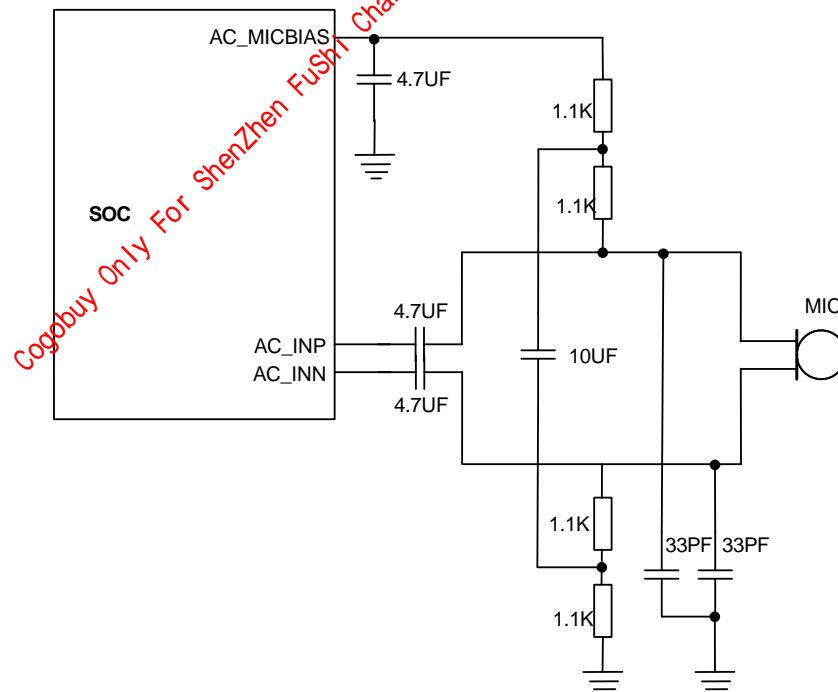 AC_MICBIAS
4.7UF
1.1K
1.1K
SOC
Cogobuy Only For ShenZhen FuShi
4.7UF
MIC
AC_INP
10UF
AC_INN
4.7UF
1.1K
33PF 33PF
1.1K